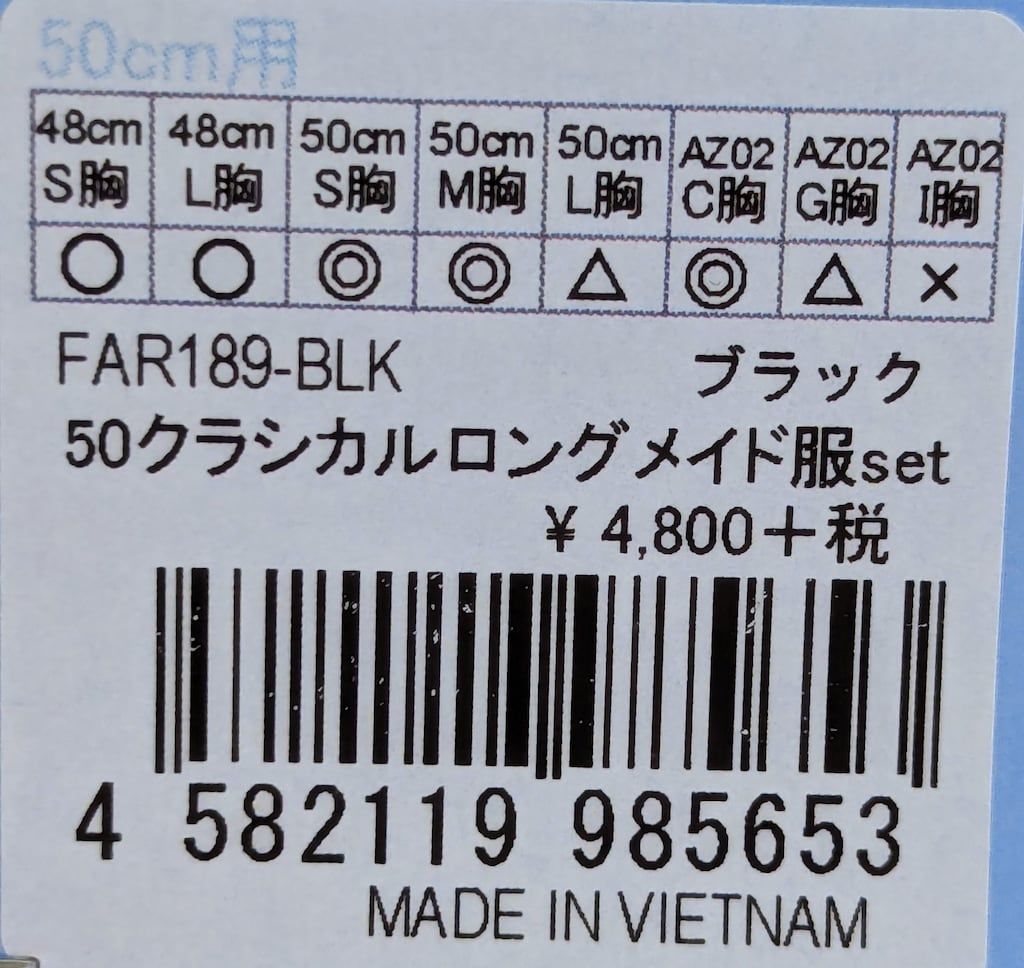 50cm用
48cm 48cm 50cm 50cm 50cm AZ02 AZ02 AZ02
S胸 L胸 S胸 M胸 L胸 C胸 G胸 I胸
○ ○ ◎ ◎ △ ◎ △ ×
FAR189-BLK ブラック
50クラシカルロングメイド服set
¥ 4,800+税
4 582119 985653
MADE IN VIETNAM